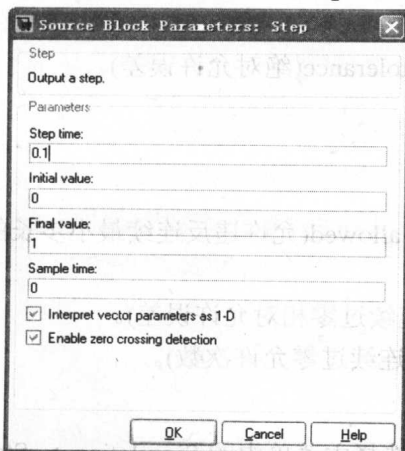 Source Block Parameters: Step
Step
Output a step.
Parameters
Step time:
0.1
Initial value:
0
Final value:
1
Sample time:
0
Interpret vector parameters as 1-D
Enable zero crossing detection
OK Cancel Help